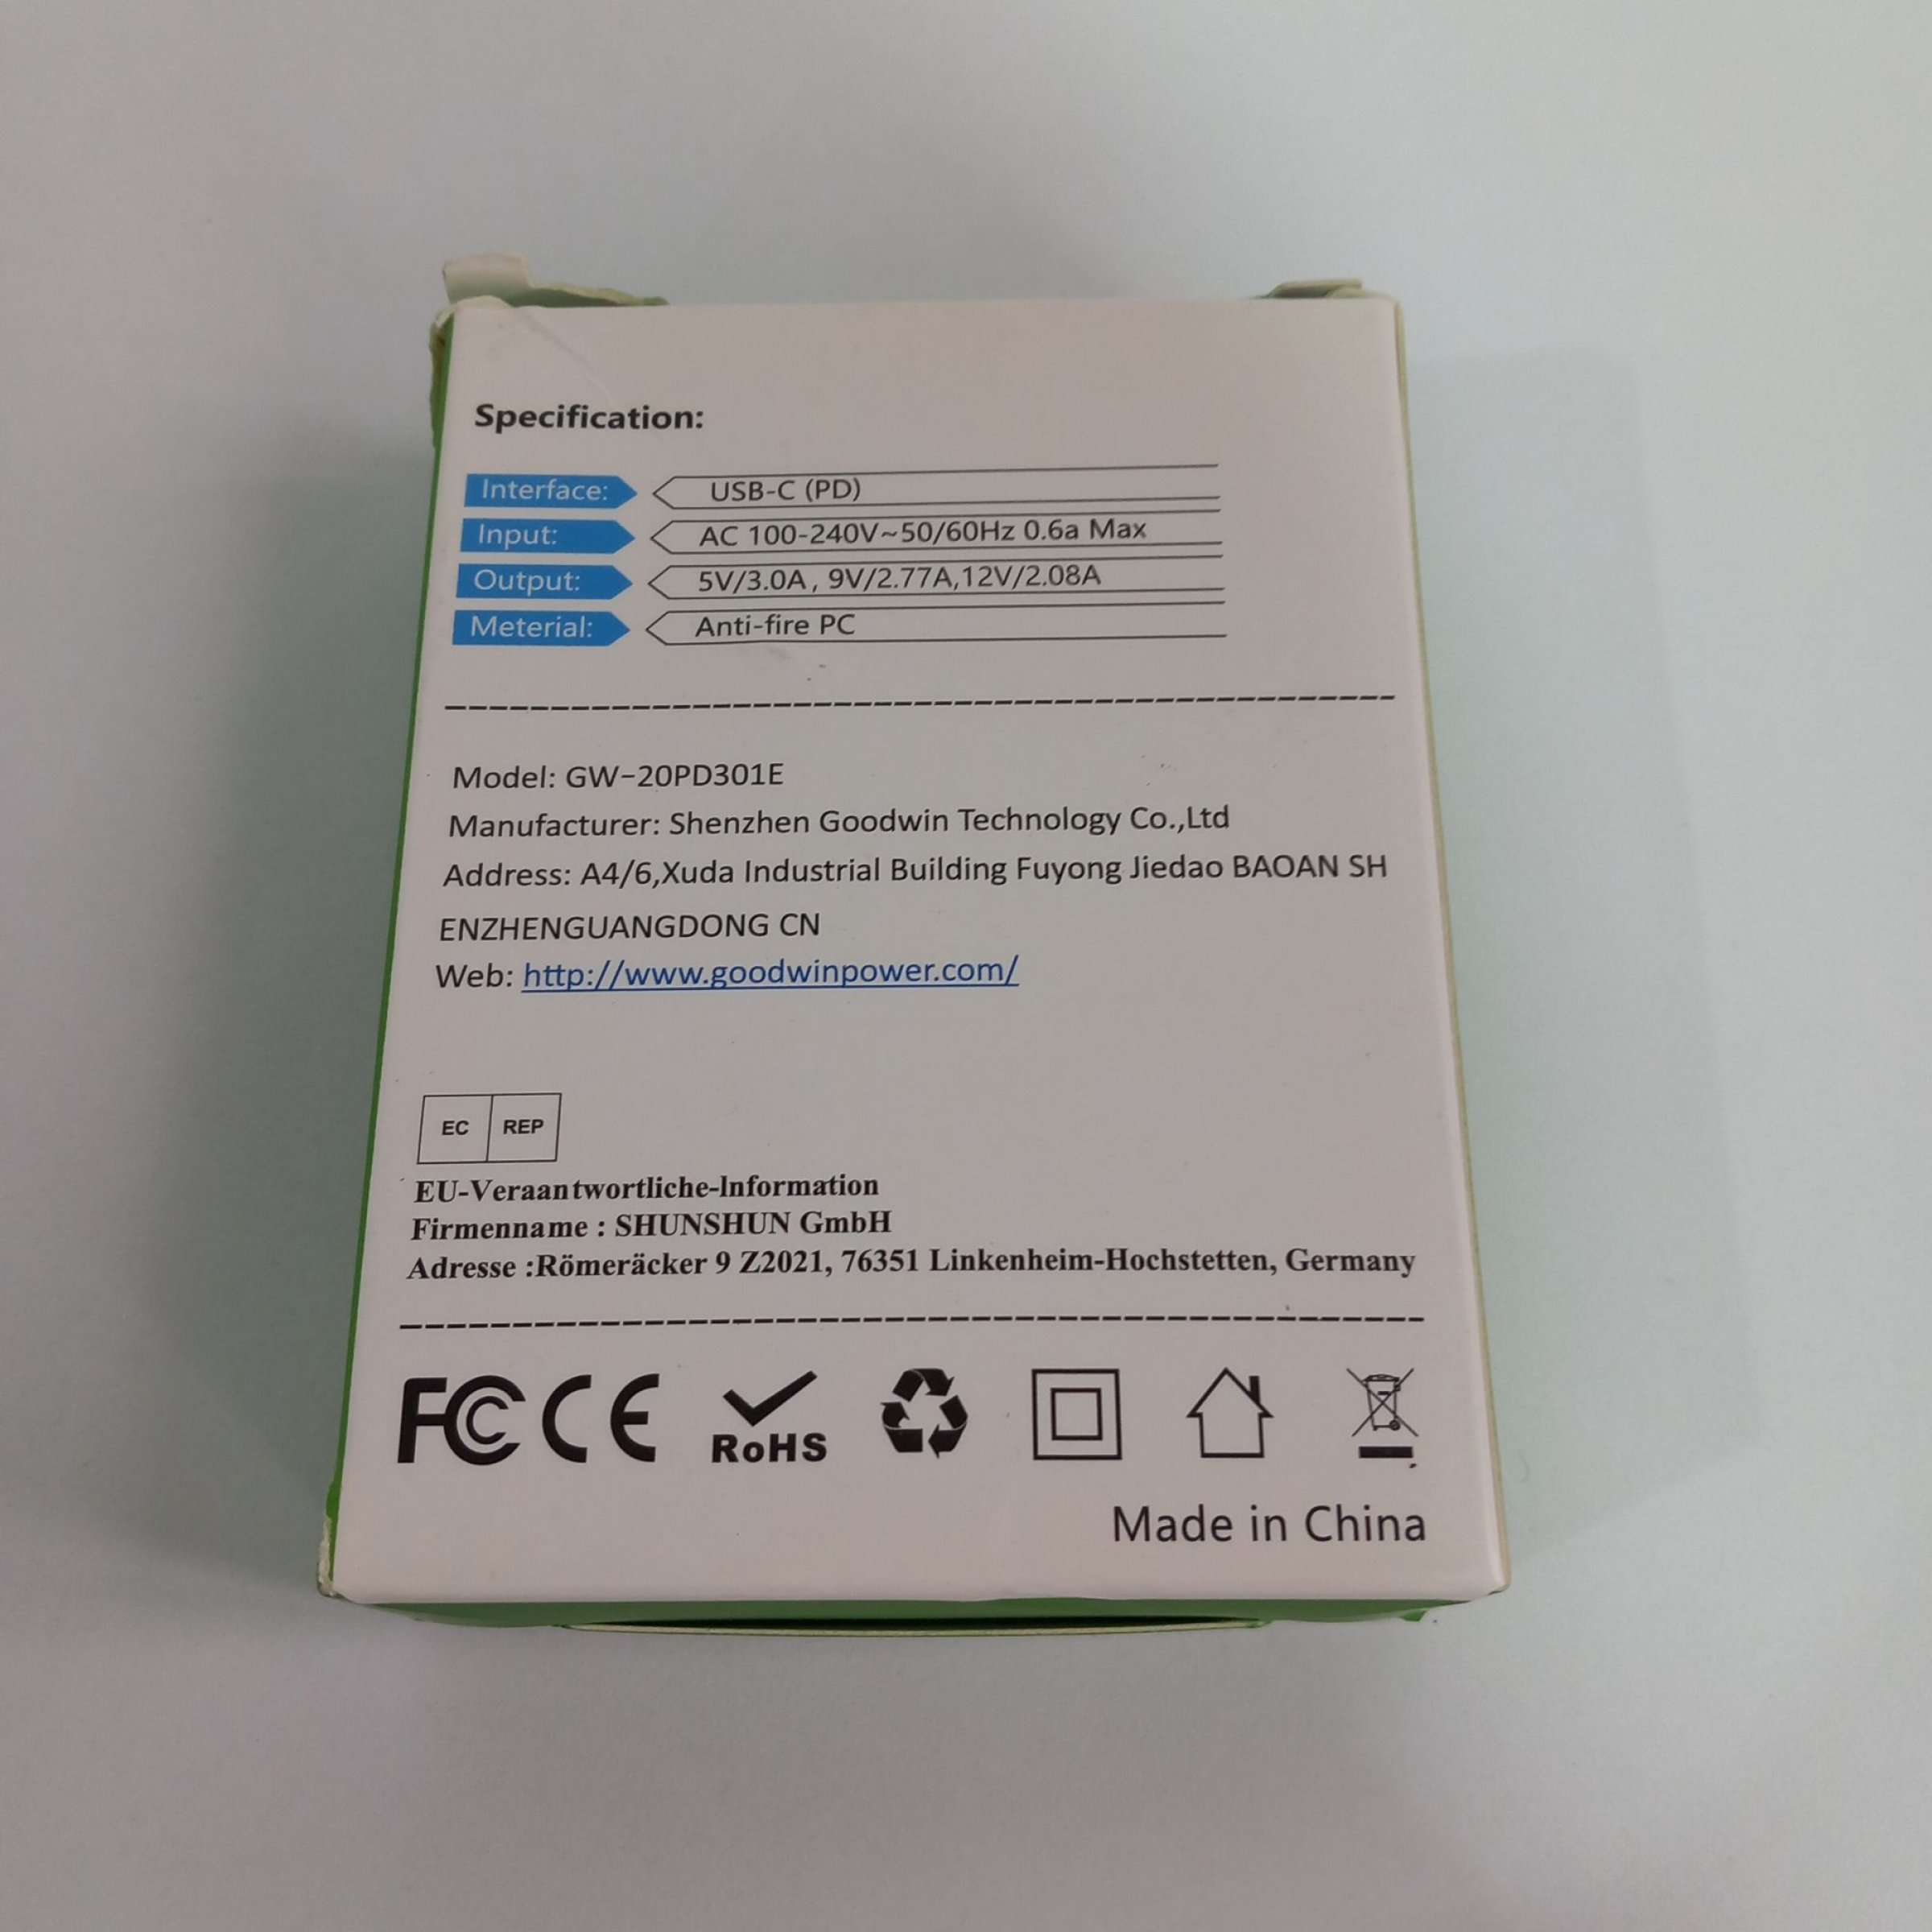 Specification:
Interface: USB-C (PD)
Input: AC 100-240V~50/60Hz 0.6a Max
Output: 5V/3.0A, 9V/2.77A,12V/2.08A
Meterial: Anti-fire PC
Model: GW-20PD301E
Manufacturer: Shenzhen Goodwin Technology Co.,Ltd
Address: A4/6,Xuda Industrial Building Fuyong Jiedao BAOAN SH
ENZHENGUANGDONG CN
Web: http://www.goodwinpower.com/
EC REP
EU-Veraantwortliche-Information
Firmenname : SHUNSHUN GmbH
Adresse :Römeräcker 9 Z2021, 76351 Linkenheim-Hochstetten, Germany
FC CE RoHS
Made in China